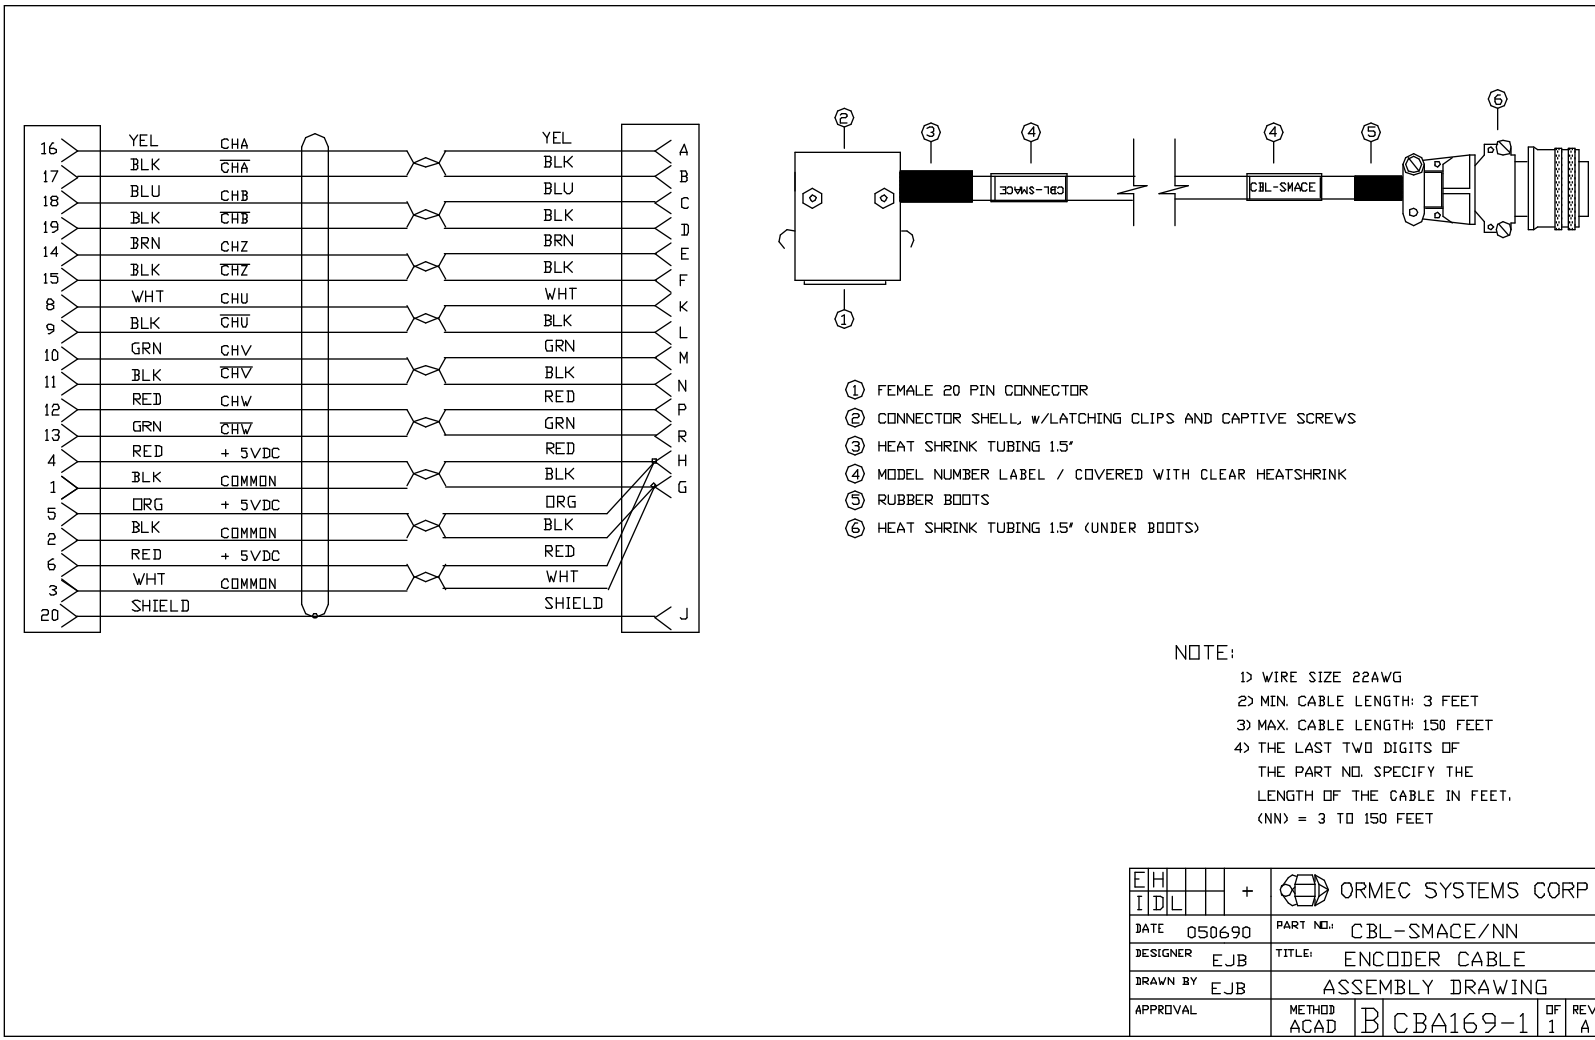 16 YEL CHA YEL A
17 BLK CHA BLK B
18 BLU CHB BLU C
19 BLK CHB BLK D
14 BRN CHZ BRN E
15 BLK CHZ BLK F
8 WHT CHU WHT K
9 BLK CHU BLK L
10 GRN CHV GRN M
11 BLK CHV BLK N
12 RED CHW RED P
13 GRN CHW GRN R
4 RED + 5VDC RED H
1 BLK COMMON BLK G
5 ORG + 5VDC ORG
2 BLK COMMON BLK
6 RED + 5VDC RED
3 WHT COMMON WHT
20 SHIELD SHIELD J
2 3 4 4 5 6
CBL-SMACE CBL-SMACE
1
1 FEMALE 20 PIN CONNECTOR
2 CONNECTOR SHELL, w/LATCHING CLIPS AND CAPTIVE SCREWS
3 HEAT SHRINK TUBING 1.5"
4 MODEL NUMBER LABEL / COVERED WITH CLEAR HEATSHRINK
5 RUBBER BOOTS
6 HEAT SHRINK TUBING 1.5" (UNDER BOOTS)
NOTE:
1) WIRE SIZE 22AWG
2) MIN. CABLE LENGTH: 3 FEET
3) MAX. CABLE LENGTH: 150 FEET
4) THE LAST TWO DIGITS OF
THE PART NO. SPECIFY THE
LENGTH OF THE CABLE IN FEET.
(NN) = 3 TO 150 FEET
E H
I D L
+
ORMEC SYSTEMS CORP
DATE 050690
PART NO.: CBL-SMACE/NN
DESIGNER EJB
TITLE: ENCODER CABLE
DRAWN BY EJB
ASSEMBLY DRAWING
APPROVAL
METHOD ACAD
B
CBA169-1
OF 1
REV A